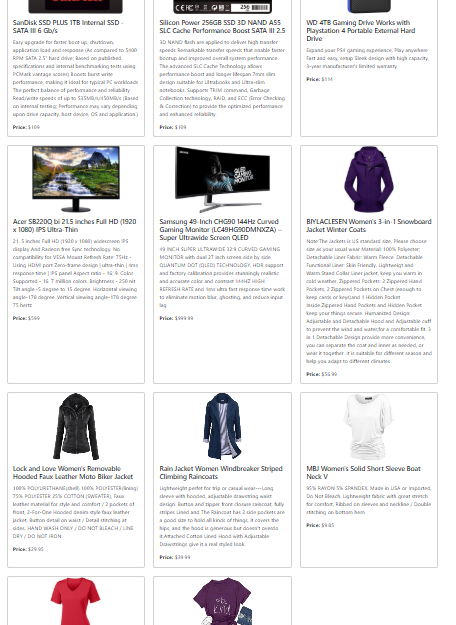 SanDisk SSD PLUS 1TB Internal SSD -
SATA III 6 Gb/s
Easy upgrade for faster boot up, shutdown,
application load and response (As compared to 5400
RPM SATA 2.5" hard drive; Based on published
specifications and internal benchmarking tests using
PCMark vantage scores) Boosts burst write
performance, making it ideal for typical PC workloads
The perfect balance of performance and reliability
Read/write speeds of up to 535MB/s/450MB/s (Based
on internal testing; Performance may vary depending
upon drive capacity, host device, OS and application.)
Price: $109
256
Silicon Power 256GB SSD 3D NAND A55
SLC Cache Performance Boost SATA III 2.5
3D NAND flash are applied to deliver high transfer
speeds Remarkable transfer speeds that enable faster
bootup and improved overall system performance.
The advanced SLC Cache Technology allows
performance boost and longer lifespan 7mm slim
design suitable for Ultrabooks and Ultra-slim
notebooks. Supports TRIM command, Garbage
Collection technology, RAID, and ECC (Error Checking
& Correction) to provide the optimized performance
and enhanced reliability.
Price: $109
WD 4TB Gaming Drive Works with
Playstation 4 Portable External Hard
Drive
Expand your PS4 gaming experience, Play anywhere
Fast and easy, setup Sleek design with high capacity,
3-year manufacturer's limited warranty
Price: $114
Acer SB220Q bi 21.5 inches Full HD (1920
x 1080) IPS Ultra-Thin
21. 5 inches Full HD (1920 x 1080) widescreen IPS
display And Radeon free Sync technology. No
compatibility for VESA Mount Refresh Rate: 75Hz -
Using HDMI port Zero-frame design | ultra-thin | 4ms
response time | IPS panel Aspect ratio - 16: 9. Color
Supported - 16. 7 million colors. Brightness - 250 nit
Tilt angle -5 degree to 15 degree. Horizontal viewing
angle-178 degree. Vertical viewing angle-178 degree
75 hertz
Price: $599
Samsung 49-Inch CHG90 144Hz Curved
Gaming Monitor (LC49HG90DMNXZA) –
Super Ultrawide Screen QLED
49 INCH SUPER ULTRAWIDE 32:9 CURVED GAMING
MONITOR with dual 27 inch screen side by side
QUANTUM DOT (QLED) TECHNOLOGY, HDR support
and factory calibration provides stunningly realistic
and accurate color and contrast 144HZ HIGH
REFRESH RATE and 1ms ultra fast response time work
to eliminate motion blur, ghosting, and reduce input
lag
Price: $999.99
BIYLACLESEN Women's 3-in-1 Snowboard
Jacket Winter Coats
Note:The Jackets is US standard size, Please choose
size as your usual wear Material: 100% Polyester;
Detachable Liner Fabric: Warm Fleece. Detachable
Functional Liner: Skin Friendly, Lightweigt and
Warm.Stand Collar Liner jacket, keep you warm in
cold weather. Zippered Pockets: 2 Zippered Hand
Pockets, 2 Zippered Pockets on Chest (enough to
keep cards or keys)and 1 Hidden Pocket
Inside.Zippered Hand Pockets and Hidden Pocket
keep your things secure. Humanized Design:
Adjustable and Detachable Hood and Adjustable cuff
to prevent the wind and water,for a comfortable fit. 3
in 1 Detachable Design provide more convenience,
you can separate the coat and inner as needed, or
wear it together. It is suitable for different season and
help you adapt to different climates
Price: $56.99
Lock and Love Women's Removable
Hooded Faux Leather Moto Biker Jacket
100% POLYURETHANE(shell) 100% POLYESTER(lining)
75% POLYESTER 25% COTTON (SWEATER), Faux
leather material for style and comfort / 2 pockets of
front, 2-For-One Hooded denim style faux leather
jacket, Button detail on waist / Detail stitching at
sides, HAND WASH ONLY / DO NOT BLEACH / LINE
DRY / DO NOT IRON
Price: $29.95
Rain Jacket Women Windbreaker Striped
Climbing Raincoats
Lightweight perfet for trip or casual wear---Long
sleeve with hooded, adjustable drawstring waist
design. Button and zipper front closure raincoat, fully
stripes Lined and The Raincoat has 2 side pockets are
a good size to hold all kinds of things, it covers the
hips, and the hood is generous but doesn't overdo
it.Attached Cotton Lined Hood with Adjustable
Drawstrings give it a real styled look.
Price: $39.99
MBJ Women's Solid Short Sleeve Boat
Neck V
95% RAYON 5% SPANDEX, Made in USA or Imported,
Do Not Bleach, Lightweight fabric with great stretch
for comfort, Ribbed on sleeves and neckline / Double
stitching on bottom hem
Price: $9.85